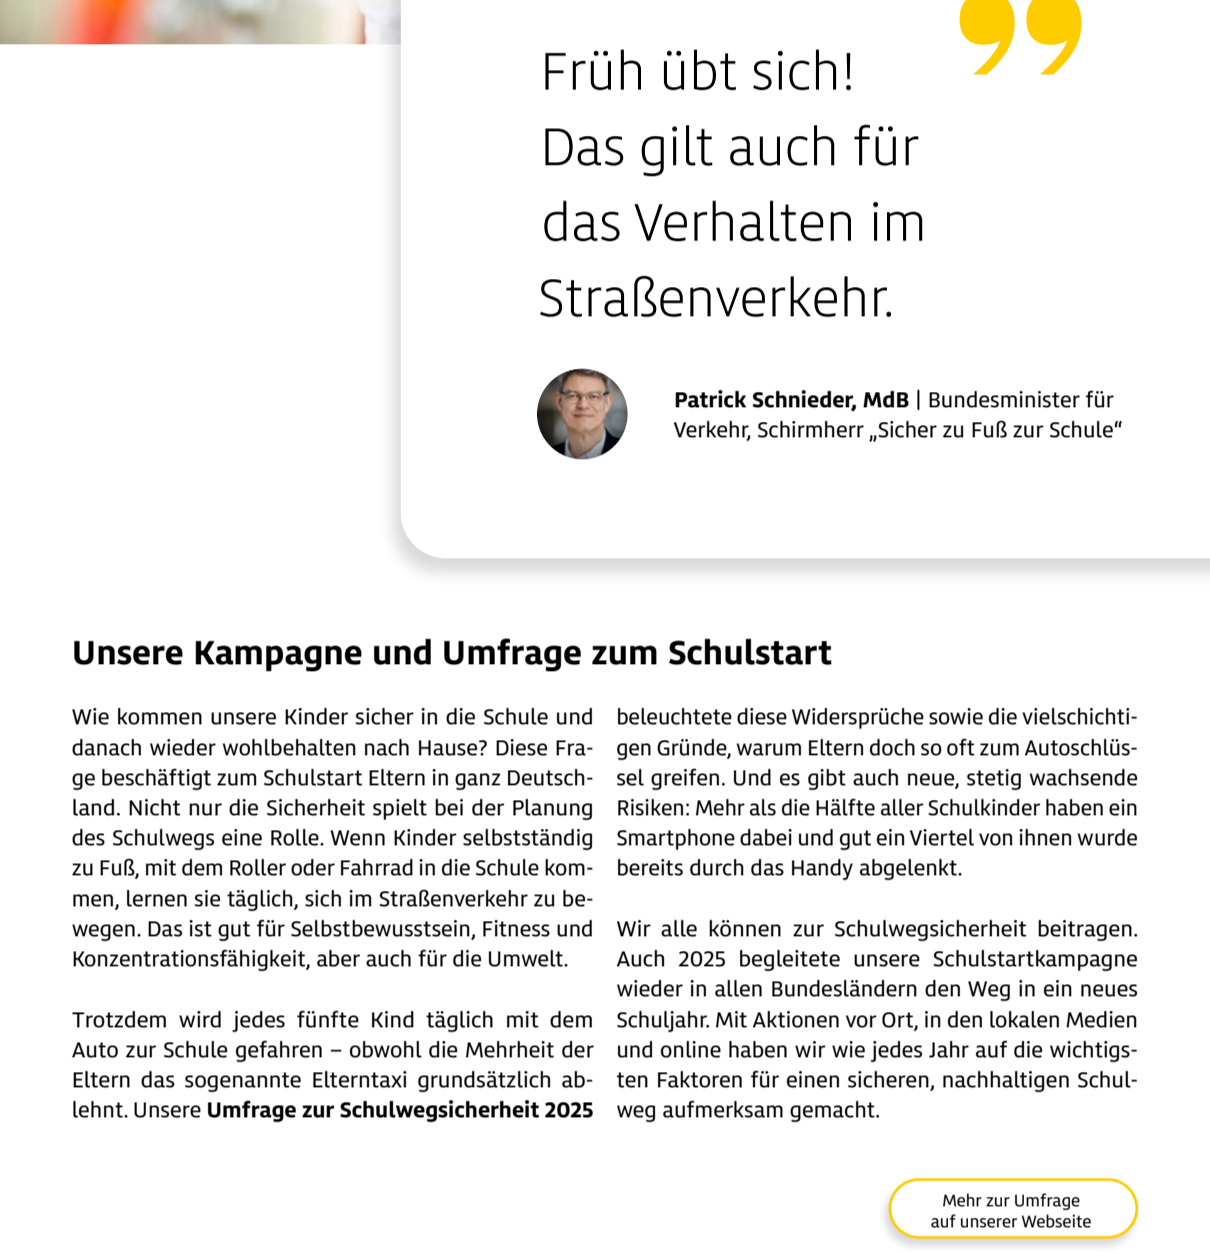 Früh übt sich!
Das gilt auch für
das Verhalten im
Straßenverkehr.
”
Patrick Schnieder, MdB | Bundesminister für
Verkehr, Schirmherr „Sicher zu Fuß zur Schule“
Unsere Kampagne und Umfrage zum Schulstart
Wie kommen unsere Kinder sicher in die Schule und
danach wieder wohlbehalten nach Hause? Diese Fra-
ge beschäftigt zum Schulstart Eltern in ganz Deutsch-
land. Nicht nur die Sicherheit spielt bei der Planung
des Schulwegs eine Rolle. Wenn Kinder selbstständig
zu Fuß, mit dem Roller oder Fahrrad in die Schule kom-
men, lernen sie täglich, sich im Straßenverkehr zu be-
wegen. Das ist gut für Selbstbewusstsein, Fitness und
Konzentrationsfähigkeit, aber auch für die Umwelt.
Trotzdem wird jedes fünfte Kind täglich mit dem
Auto zur Schule gefahren – obwohl die Mehrheit der
Eltern das sogenannte Elterntaxi grundsätzlich ab-
lehnt. Unsere Umfrage zur Schulwegsicherheit 2025
beleuchtete diese Widersprüche sowie die vielschichti-
gen Gründe, warum Eltern doch so oft zum Autoschlüs-
sel greifen. Und es gibt auch neue, stetig wachsende
Risiken: Mehr als die Hälfte aller Schulkinder haben ein
Smartphone dabei und gut ein Viertel von ihnen wurde
bereits durch das Handy abgelenkt.
Wir alle können zur Schulwegsicherheit beitragen.
Auch 2025 begleitete unsere Schulstartkampagne
wieder in allen Bundesländern den Weg in ein neues
Schuljahr. Mit Aktionen vor Ort, in den lokalen Medien
und online haben wir wie jedes Jahr auf die wichtigs-
ten Faktoren für einen sicheren, nachhaltigen Schul-
weg aufmerksam gemacht.
Mehr zur Umfrage
auf unserer Webseite